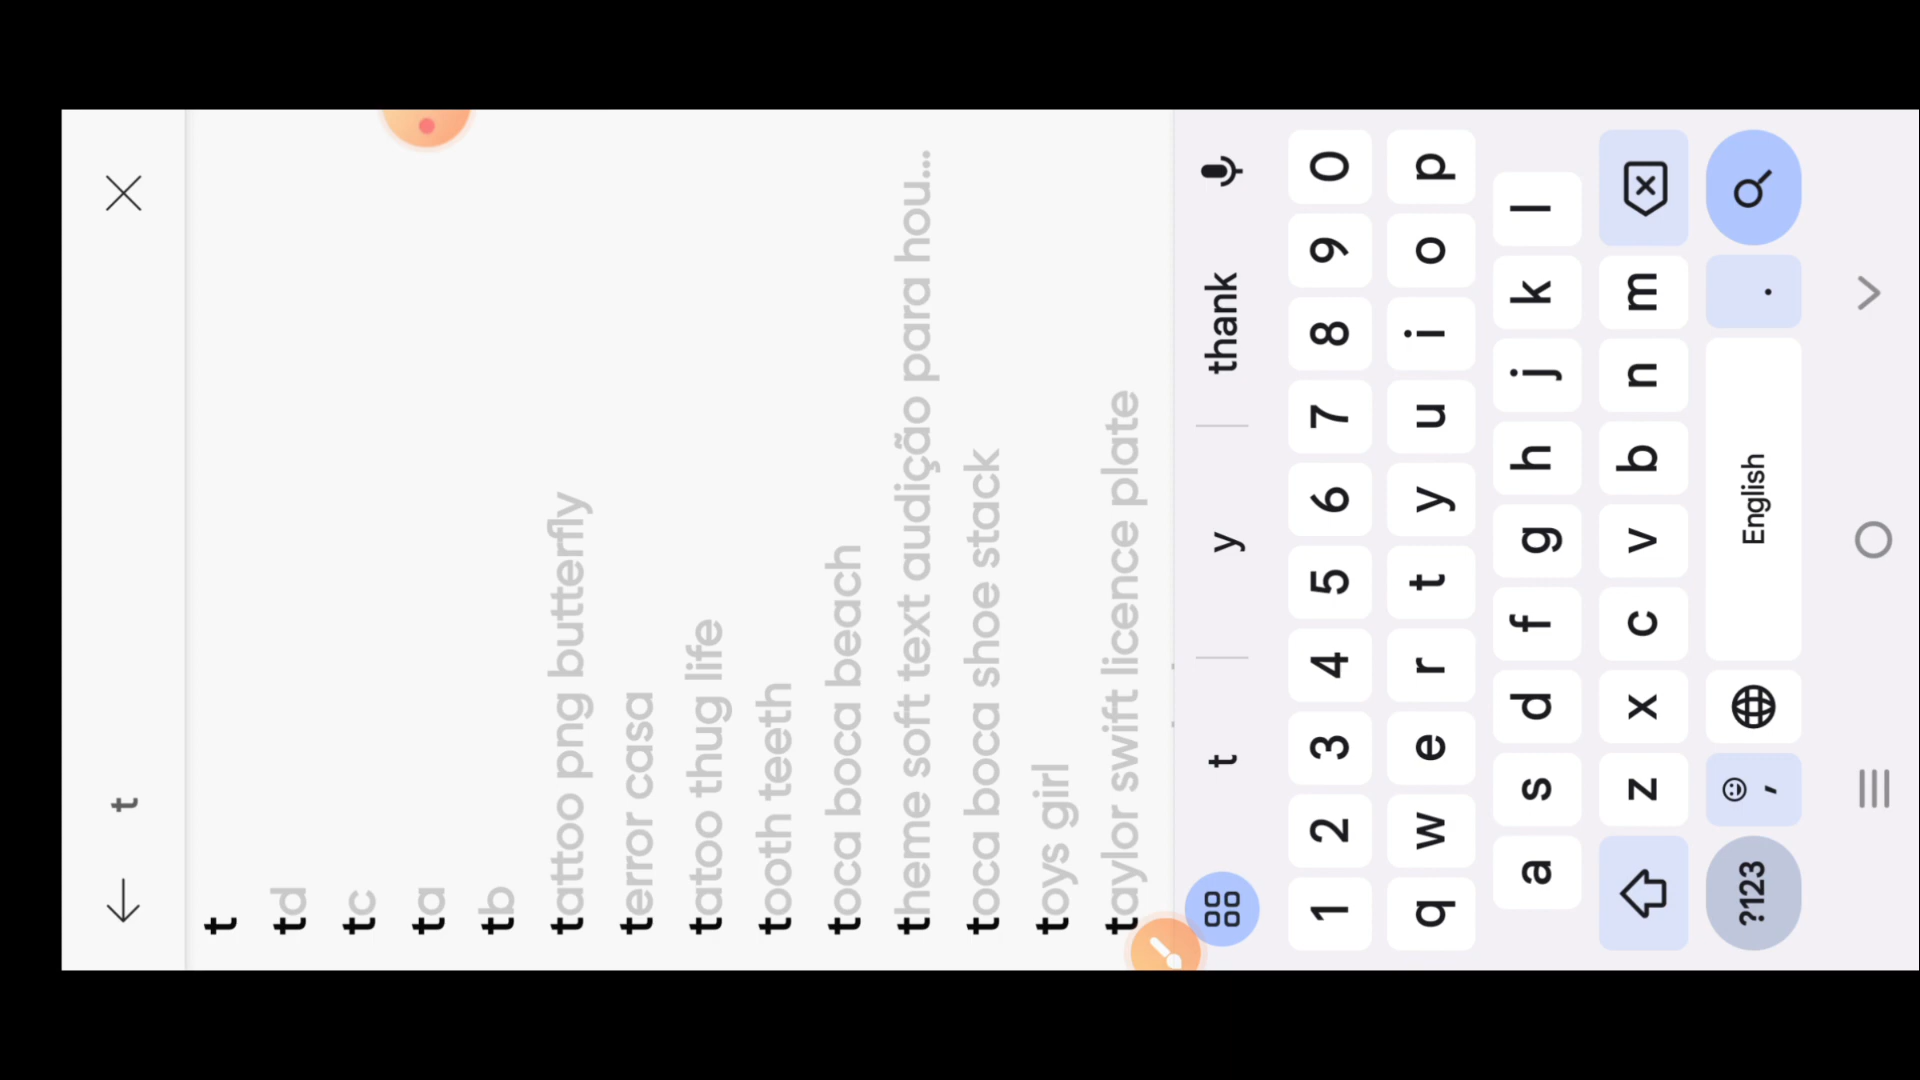 t
t
td
tc
ta
tb
tattoo png butterfly
terror casa
tatoo thug life
tooth teeth
toca boca beach
theme soft text audição para hou...
toca boca shoe stack
toys girl
taylor swift licence plate
t y thank
1 2 3 4 5 6 7 8 9 0
q w e r t y u i o p
a s d f g h j k l
z x c v b n m
?123 , English .